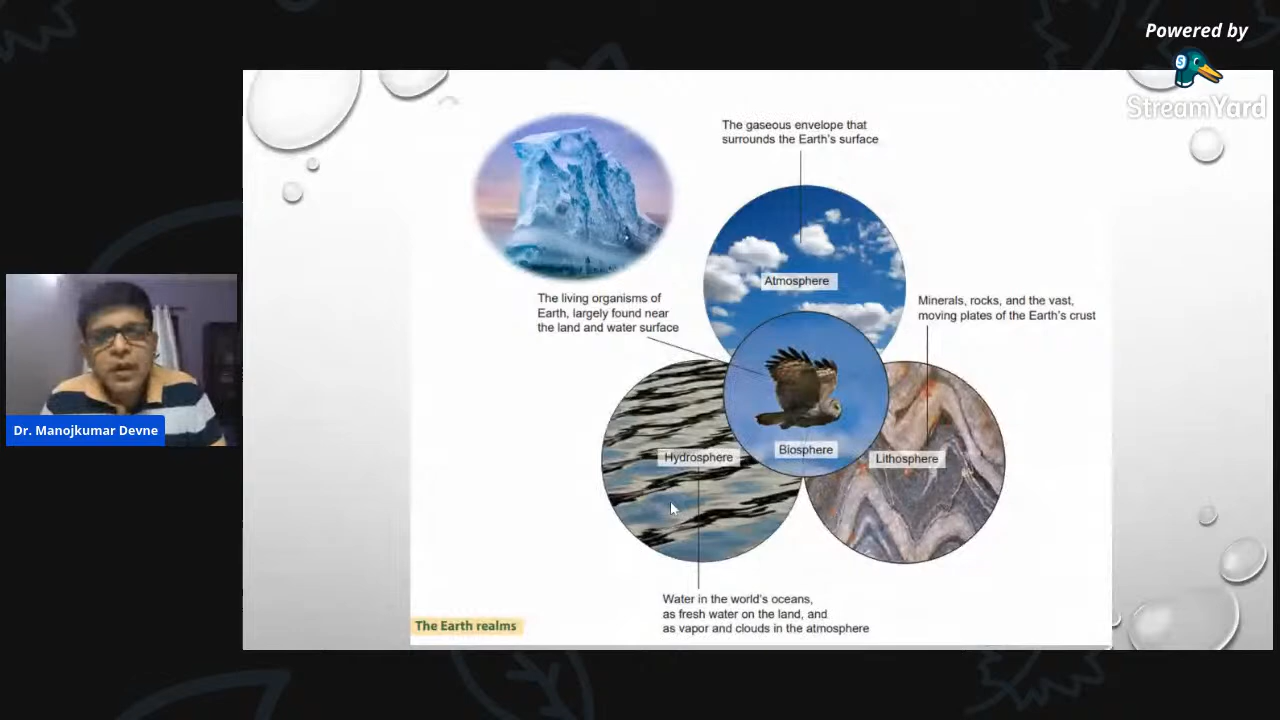 Powered by
StreamYard
The gaseous envelope that
surrounds the Earth's surface
Atmosphere
The living organisms of
Earth, largely found near
the land and water surface
Minerals, rocks, and the vast,
moving plates of the Earth's crust
Biosphere
Hydrosphere
Lithosphere
Dr. Manojkumar Devne
Water in the world's oceans,
as fresh water on the land, and
as vapor and clouds in the atmosphere
The Earth realms